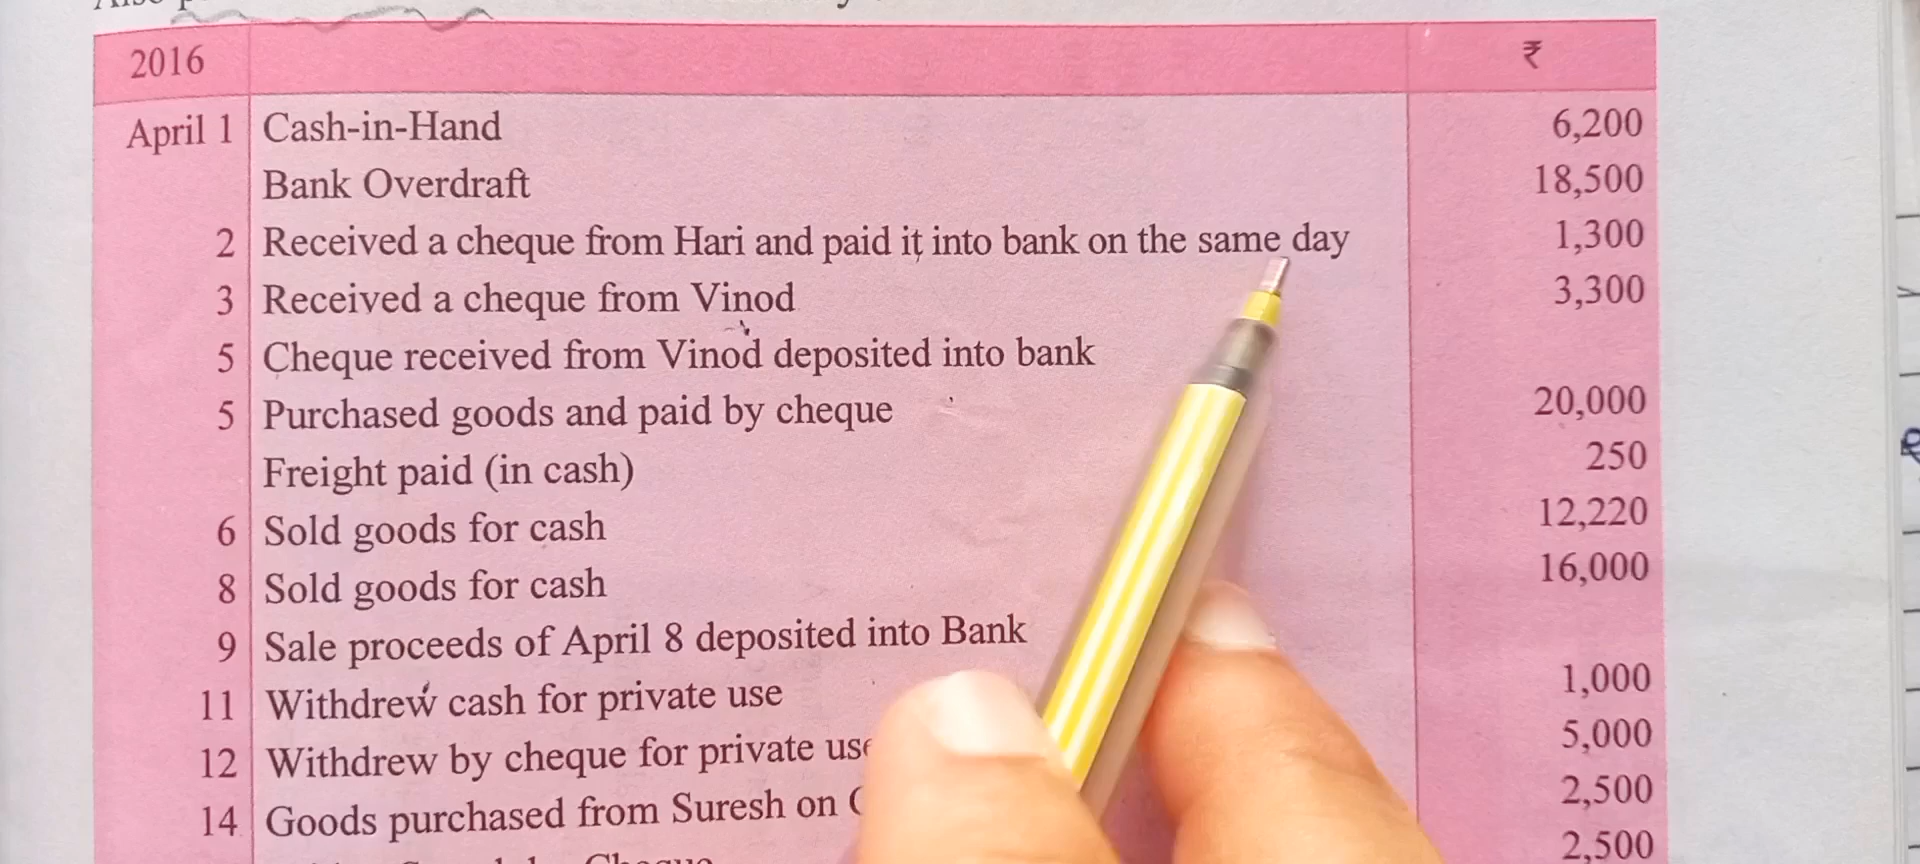 2016 ₹
April 1 Cash-in-Hand 6,200
Bank Overdraft 18,500
2 Received a cheque from Hari and paid it into bank on the same day 1,300
3 Received a cheque from Vinod 3,300
5 Cheque received from Vinod deposited into bank
5 Purchased goods and paid by cheque 20,000
Freight paid (in cash) 250
6 Sold goods for cash 12,220
8 Sold goods for cash 16,000
9 Sale proceeds of April 8 deposited into Bank
11 Withdrew cash for private use 1,000
12 Withdrew by cheque for private use 5,000
14 Goods purchased from Suresh on 2,500
Cheque 2,500